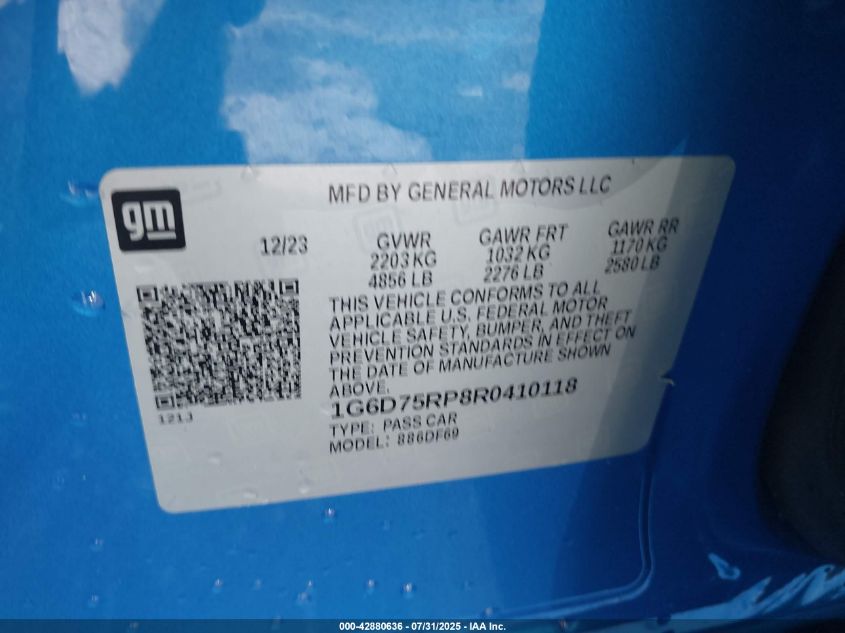 gm
MFD BY GENERAL MOTORS LLC
12/23
GVWR
2203 KG
4856 LB
GAWR FRT
1032 KG
2276 LB
GAWR RR
1170 KG
2580 LB
THIS VEHICLE CONFORMS TO ALL
APPLICABLE U.S. FEDERAL MOTOR
VEHICLE SAFETY, BUMPER, AND THEFT
PREVENTION STANDARDS IN EFFECT ON
THE DATE OF MANUFACTURE SHOWN
ABOVE.
1G6D75RP8R0410118
TYPE: PASS CAR
MODEL: 886DF69
121J
000-42880636 - 07/31/2025 - IAA Inc.